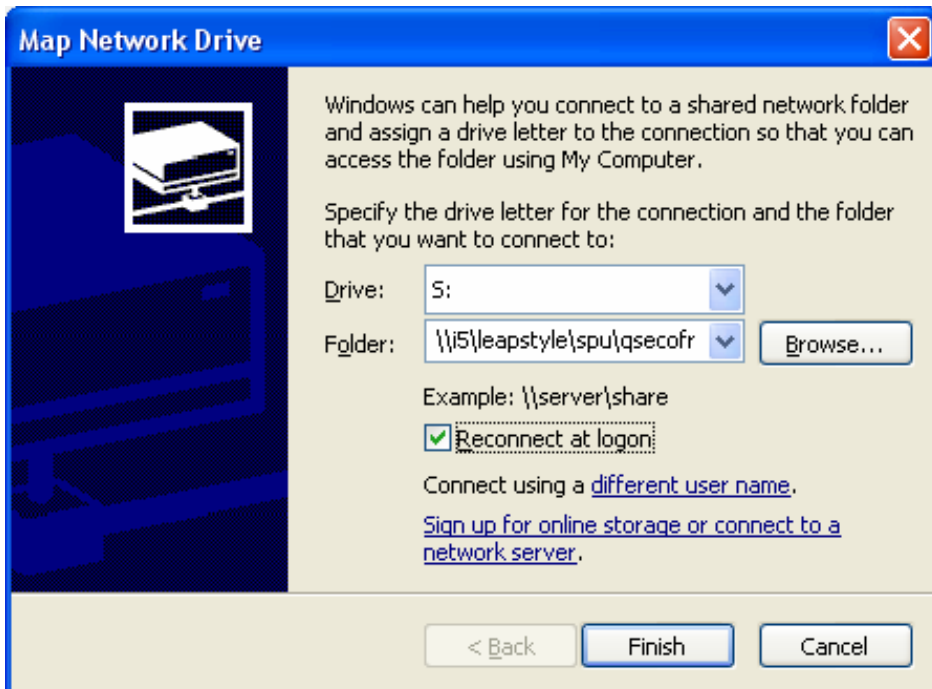 Map Network Drive
Windows can help you connect to a shared network folder
and assign a drive letter to the connection so that you can
access the folder using My Computer.
Specify the drive letter for the connection and the folder
that you want to connect to:
Drive: S:
Folder: \\i5\leapstyle\spu\qsecofr Browse...
Example: \\server\share
Reconnect at logon
Connect using a different user name.
Sign up for online storage or connect to a
network server.
< Back Finish Cancel